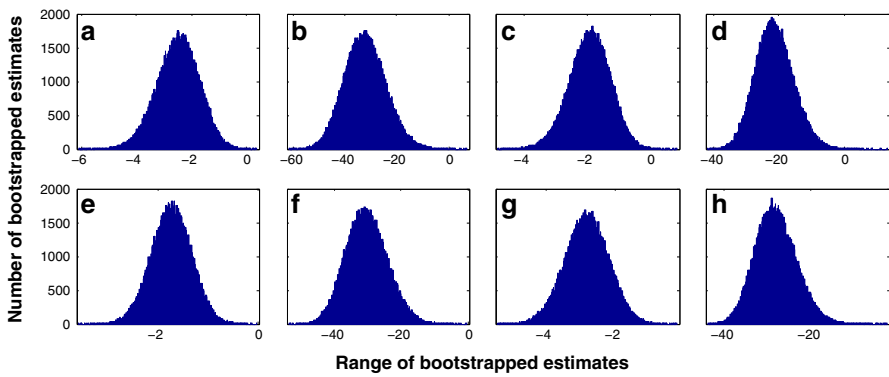 Number of bootstrapped estimates
2000
1500
1000
500
0
a
−6 −4 −2 0
b
−60 −40 −20 0
c
−4 −2 0
d
−40 −20 0
2000
1500
1000
500
0
e
−2 0
f
−40 −20 0
g
−4 −2
h
−40 −20
Range of bootstrapped estimates